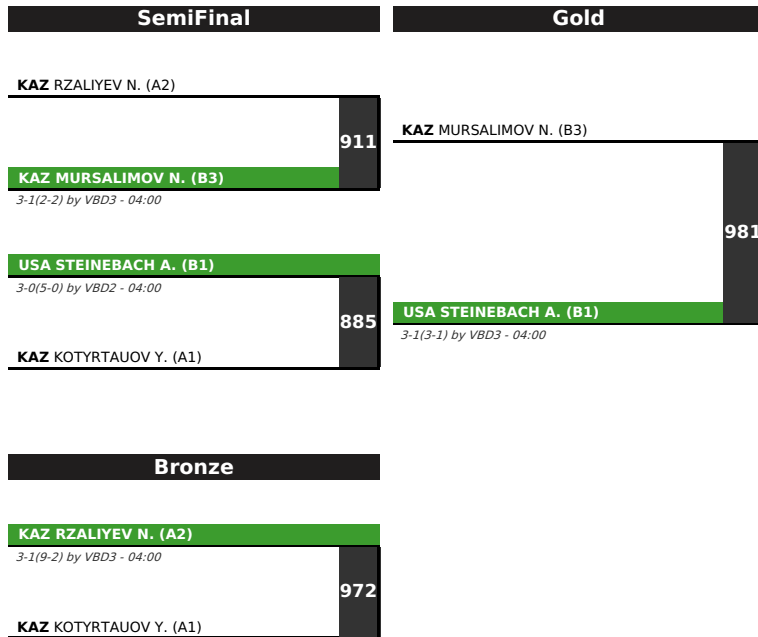 SemiFinal
KAZ RZALIYEV N. (A2)
911
KAZ MURSALIMOV N. (B3)
3-1(2-2) by VBD3 - 04:00
USA STEINEBACH A. (B1)
3-0(5-0) by VBD2 - 04:00
885
KAZ KOTYRTAUOV Y. (A1)
Gold
KAZ MURSALIMOV N. (B3)
981
USA STEINEBACH A. (B1)
3-1(3-1) by VBD3 - 04:00
Bronze
KAZ RZALIYEV N. (A2)
3-1(9-2) by VBD3 - 04:00
972
KAZ KOTYRTAUOV Y. (A1)